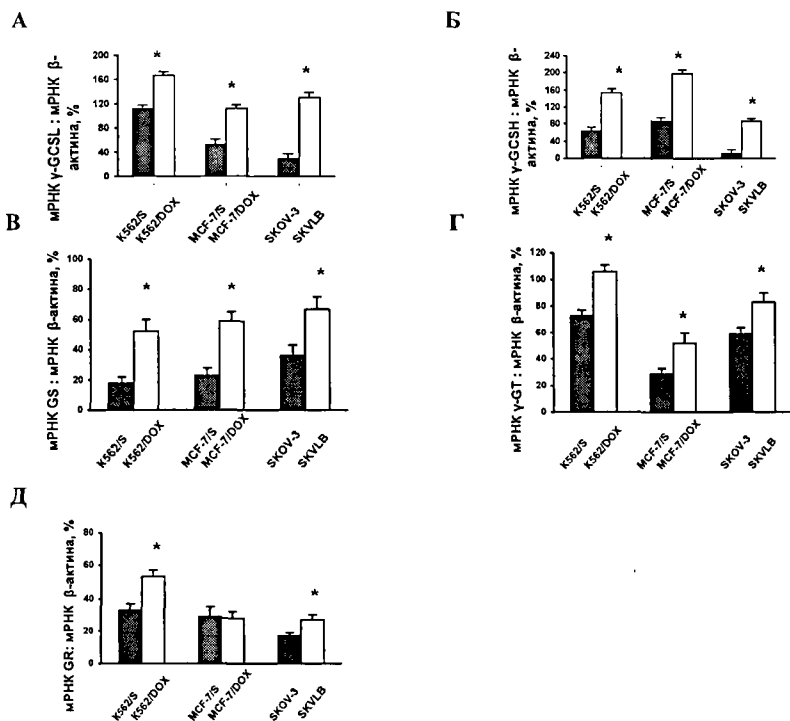 А
мРНК γ-GCSL : мРНК β-
актина, %
200
160
120
80
40
0
*
*
*
K562/S
K562/DOX
MCF-7/S
MCF-7/DOX
SKOV-3
SKVLB
Б
мРНК γ-GCSH : мРНК β-
актина, %
240
200
160
120
80
40
0
*
*
*
K562/S
K562/DOX
MCF-7/S
MCF-7/DOX
SKOV-3
SKVLB
В
мРНК GS : мРНК β-актина, %
100
80
60
40
20
0
*
*
*
K562/S
K562/DOX
MCF-7/S
MCF-7/DOX
SKOV-3
SKVLB
Г
мРНК γ-GT : мРНК β-актина, %
120
100
80
60
40
20
0
*
*
*
K562/S
K562/DOX
MCF-7/S
MCF-7/DOX
SKOV-3
SKVLB
Д
мРНК GR: мРНК β-актина, %
80
60
40
20
0
*
*
K562/S
K562/DOX
MCF-7/S
MCF-7/DOX
SKOV-3
SKVLB